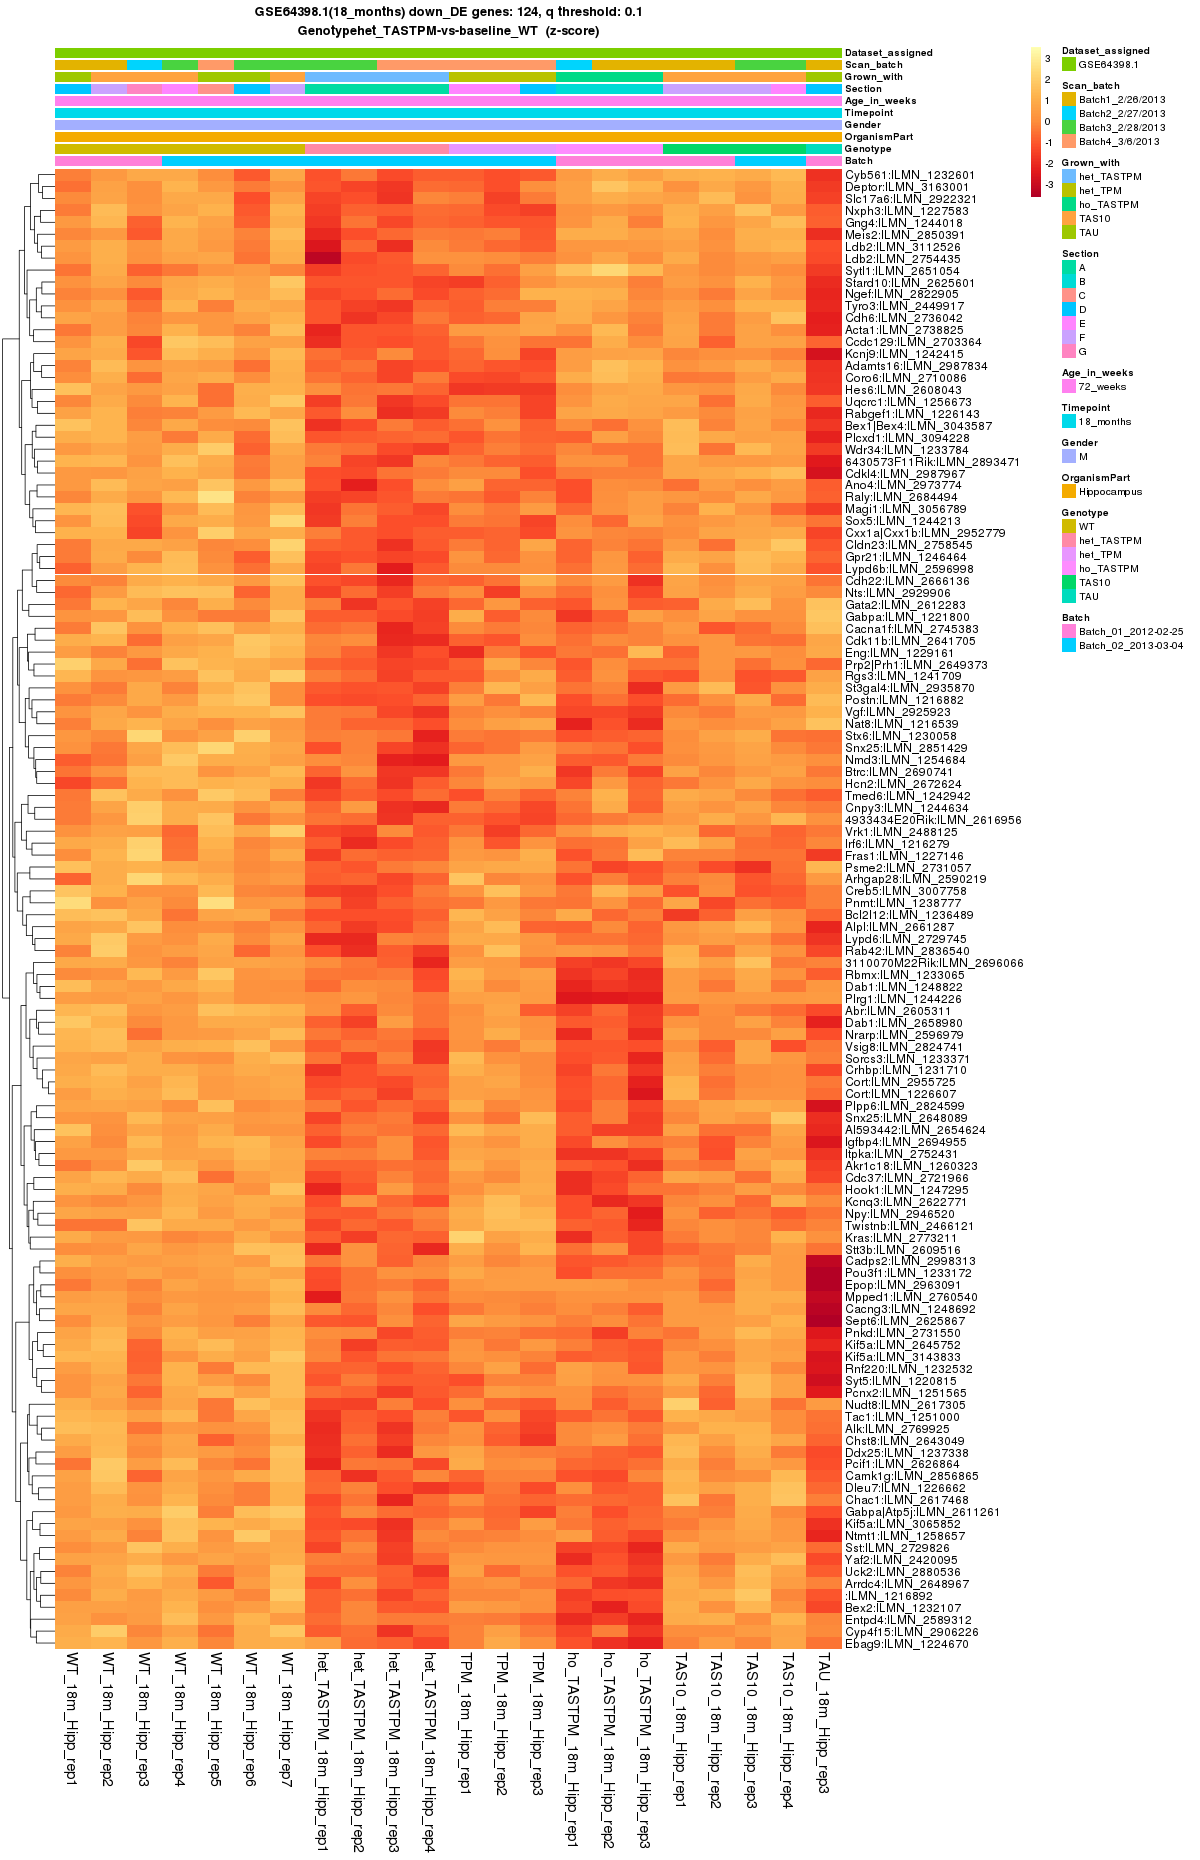 GSE64398.1(18_months) down_DE genes: 124, q threshold: 0.1
Genotypehet_TASTPM-vs-baseline_WT (z-score)
Dataset_assigned
Scan_batch
Grown_with
Section
Age_in_weeks
Timepoint
Gender
OrganismPart
Genotype
Batch
Cyb561:ILMN_1232601
Deptor:ILMN_3163001
Slc17a6:ILMN_2922321
Nxph3:ILMN_1227583
Gng4:ILMN_1244018
Meis2:ILMN_2850391
Ldb2:ILMN_3112526
Ldb2:ILMN_2754435
Sytl1:ILMN_2651054
Stard10:ILMN_2625601
Ngef:ILMN_2822905
Tyro3:ILMN_2449917
Cdh6:ILMN_2736042
Acta1:ILMN_2738825
Ccdc129:ILMN_2703364
Kcnj9:ILMN_1242415
Adamts16:ILMN_2987834
Coro6:ILMN_2710086
Hes6:ILMN_2608043
Uqcrc1:ILMN_1256673
Rabgef1:ILMN_1226143
Bex1|Bex4:ILMN_3043587
Plcxd1:ILMN_3094228
Wdr34:ILMN_1233784
6430573F11Rik:ILMN_2893471
Cdkl4:ILMN_2987967
Ano4:ILMN_2973774
Raly:ILMN_2684494
Magi1:ILMN_3056789
Sox5:ILMN_1244213
Cxx1a|Cxx1b:ILMN_2952779
Cldn23:ILMN_2758545
Gpr21:ILMN_1246464
Lypd6b:ILMN_2596998
Cdh22:ILMN_2666136
Nts:ILMN_2929906
Gata2:ILMN_2612283
Gabpa:ILMN_1221800
Cacna1f:ILMN_2745383
Cdk11b:ILMN_2641705
Eng:ILMN_1229161
Prp2|Prh1:ILMN_2649373
Rgs3:ILMN_1241709
St3gal4:ILMN_2935870
Postn:ILMN_1216882
Vgf:ILMN_2925923
Nat8:ILMN_1216539
Stx6:ILMN_1230058
Snx25:ILMN_2851429
Nmd3:ILMN_1254684
Btrc:ILMN_2690741
Hcn2:ILMN_2672624
Tmed6:ILMN_1242942
Cnpy3:ILMN_1244634
4933434E20Rik:ILMN_2616956
Vrk1:ILMN_2488125
Irf6:ILMN_1216279
Fras1:ILMN_1227146
Psme2:ILMN_2731057
Arhgap28:ILMN_2590219
Creb5:ILMN_3007758
Pnmt:ILMN_1238777
Bcl2l12:ILMN_1236489
Alpl:ILMN_2661287
Lypd6:ILMN_2729745
Rab42:ILMN_2836540
3110070M22Rik:ILMN_2696066
Rbmx:ILMN_1233065
Dab1:ILMN_1248822
Plrg1:ILMN_1244226
Abr:ILMN_2605311
Dab1:ILMN_2658980
Nrarp:ILMN_2596979
Vsig8:ILMN_2824741
Sorcs3:ILMN_1233371
Crhbp:ILMN_1231710
Cort:ILMN_2955725
Cort:ILMN_1226607
Plpp6:ILMN_2824599
Snx25:ILMN_2648089
AI593442:ILMN_2654624
Igfbp4:ILMN_2694955
Itpka:ILMN_2752431
Akr1c18:ILMN_1260323
Cdc37:ILMN_2721966
Hook1:ILMN_1247295
Kcnq3:ILMN_2622771
Npy:ILMN_2946520
Twistnb:ILMN_2466121
Kras:ILMN_2773211
Stt3b:ILMN_2609516
Cadps2:ILMN_2998313
Pou3f1:ILMN_1233172
Epop:ILMN_2963091
Mpped1:ILMN_2760540
Cacng3:ILMN_1248692
Sept6:ILMN_2625867
Pnkd:ILMN_2731550
Kif5a:ILMN_2645752
Kif5a:ILMN_3143833
Rnf220:ILMN_1232532
Syt5:ILMN_1220815
Pcnx2:ILMN_1251565
Nudt8:ILMN_2617305
Tac1:ILMN_1251000
Alk:ILMN_2769925
Chst8:ILMN_2643049
Ddx25:ILMN_1237338
Pcif1:ILMN_2626864
Camk1g:ILMN_2856865
Dleu7:ILMN_1226662
Chac1:ILMN_2617468
Gabpa|Atp5j:ILMN_2611261
Kif5a:ILMN_3065852
Ntmt1:ILMN_1258657
Sst:ILMN_2729826
Yaf2:ILMN_2420095
Uck2:ILMN_2880536
Arrdc4:ILMN_2648967
:ILMN_1216892
Bex2:ILMN_1232107
Entpd4:ILMN_2589312
Cyp4f15:ILMN_2906226
Ebag9:ILMN_1224670
WT_18m_Hipp_rep1
WT_18m_Hipp_rep2
WT_18m_Hipp_rep3
WT_18m_Hipp_rep4
WT_18m_Hipp_rep5
WT_18m_Hipp_rep6
WT_18m_Hipp_rep7
het_TASTPM_18m_Hipp_rep1
het_TASTPM_18m_Hipp_rep2
het_TASTPM_18m_Hipp_rep3
het_TASTPM_18m_Hipp_rep4
TPM_18m_Hipp_rep1
TPM_18m_Hipp_rep2
TPM_18m_Hipp_rep3
ho_TASTPM_18m_Hipp_rep1
ho_TASTPM_18m_Hipp_rep2
ho_TASTPM_18m_Hipp_rep3
TAS10_18m_Hipp_rep1
TAS10_18m_Hipp_rep2
TAS10_18m_Hipp_rep3
TAS10_18m_Hipp_rep4
TAU_18m_Hipp_rep3
3
2
1
0
-1
-2
-3
Dataset_assigned
GSE64398.1
Scan_batch
Batch1_2/26/2013
Batch2_2/27/2013
Batch3_2/28/2013
Batch4_3/6/2013
Grown_with
het_TASTPM
het_TPM
ho_TASTPM
TAS10
TAU
Section
A
B
C
D
E
F
G
Age_in_weeks
72_weeks
Timepoint
18_months
Gender
M
OrganismPart
Hippocampus
Genotype
WT
het_TASTPM
het_TPM
ho_TASTPM
TAS10
TAU
Batch
Batch_01_2012-02-25
Batch_02_2013-03-04